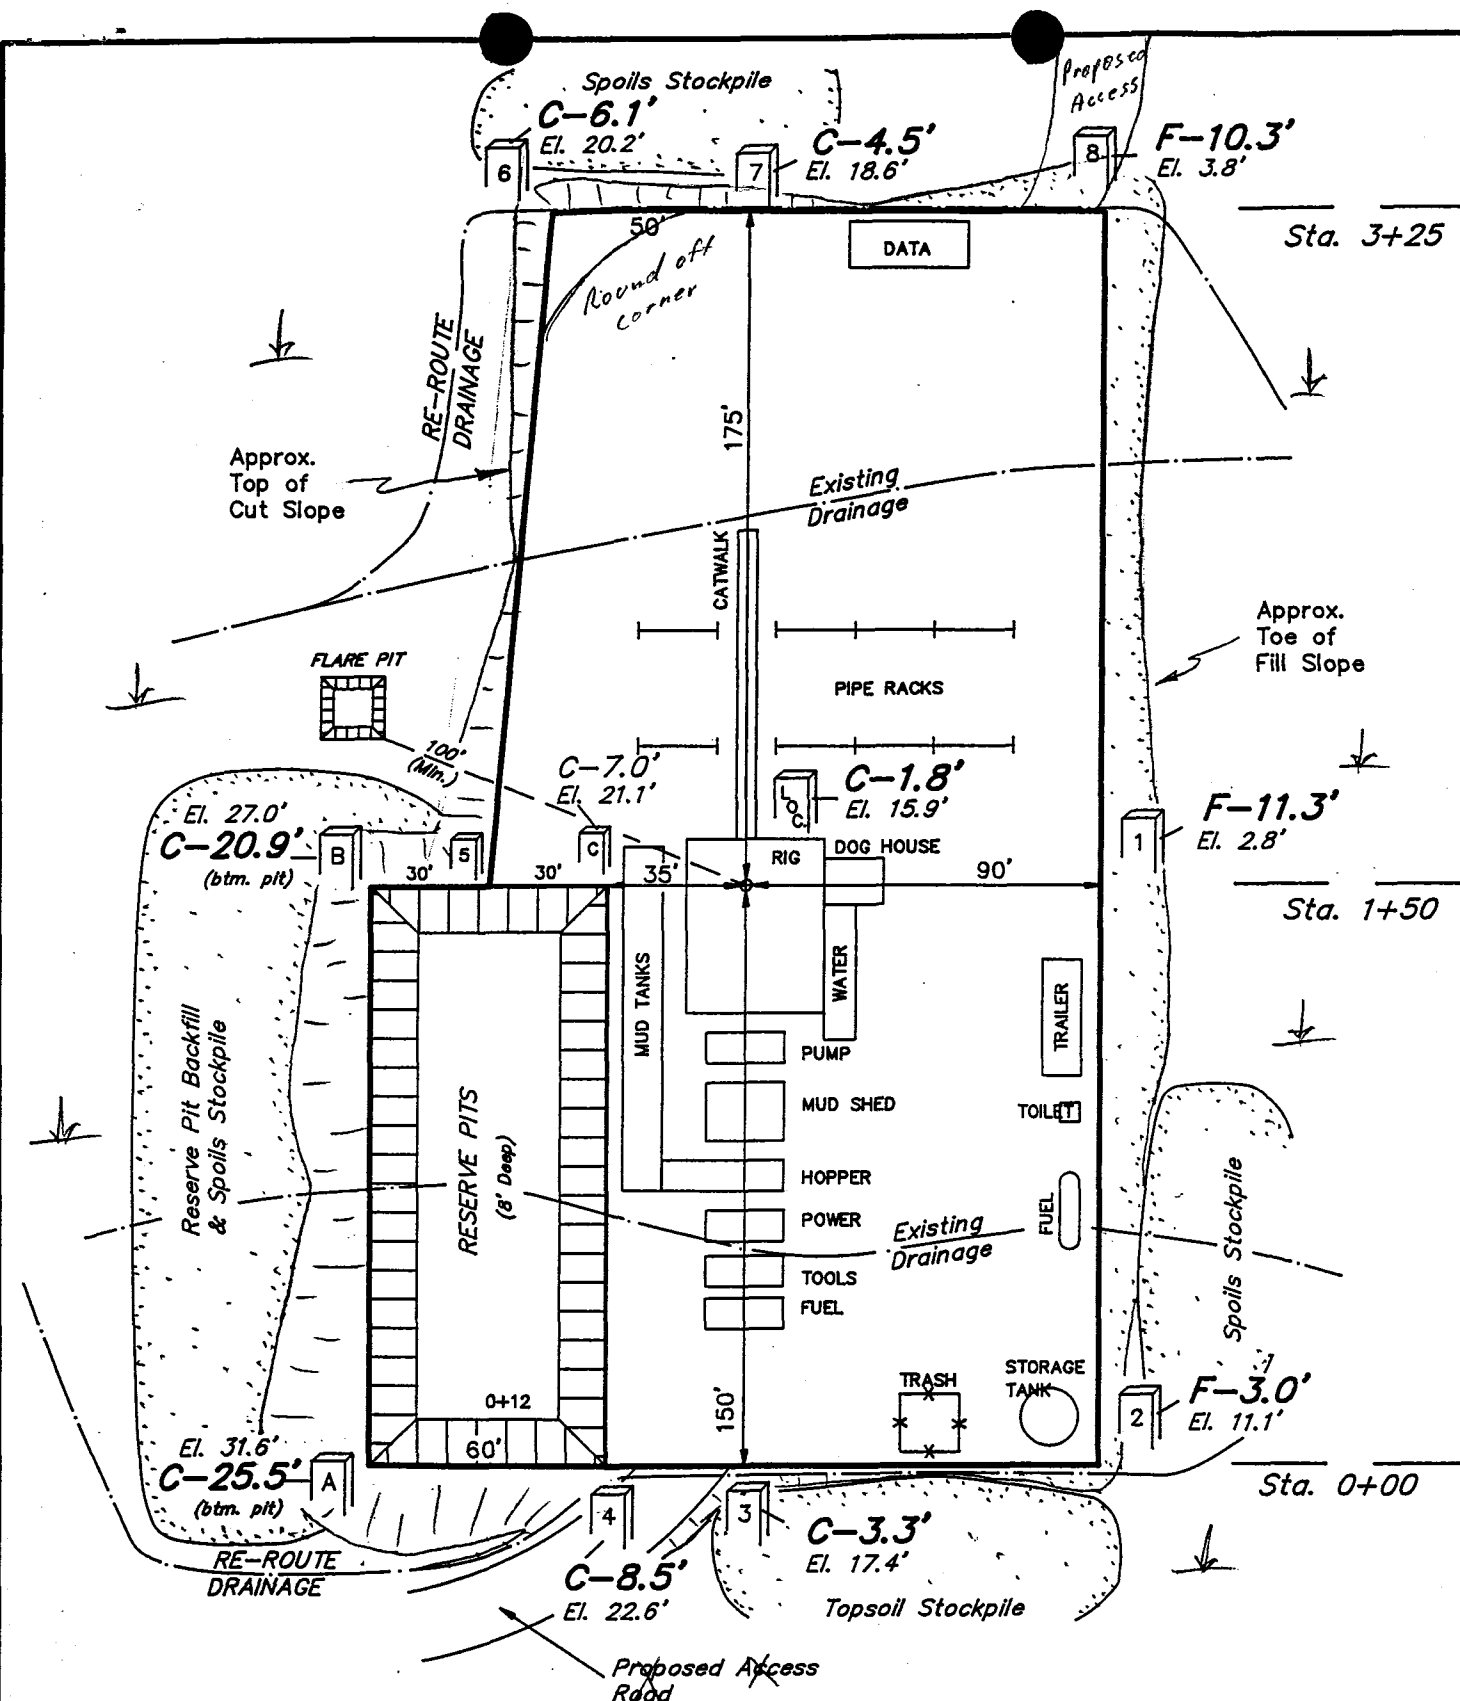 Spoils Stockpile
Proposed
Access
C-6.1'
El. 20.2'
6
C-4.5'
El. 18.6'
7
8
F-10.3'
El. 3.8'
Sta. 3+25
50'
DATA
Round off
corner
RE-ROUTE
DRAINAGE
175'
Approx.
Top of
Cut Slope
Existing
Drainage
CATWALK
Approx.
Toe of
Fill Slope
FLARE PIT
PIPE RACKS
100'
(Min.)
C-7.0'
El. 21.1'
C
LOC.
C-1.8'
El. 15.9'
El. 27.0'
C-20.9'
(btm. pit)
B
5
RIG
DOG HOUSE
1
F-11.3'
El. 2.8'
30'
30'
35'
90'
Sta. 1+50
MUD TANKS
WATER
TRAILER
Reserve Pit Backfill
& Spoils Stockpile
RESERVE PITS
(8' Deep)
PUMP
MUD SHED
TOILET
HOPPER
POWER
FUEL
Existing
Drainage
TOOLS
FUEL
Spoils Stockpile
TRASH
STORAGE
TANK
0+12
150'
60'
2
F-3.0'
El. 11.1'
El. 31.6'
C-25.5'
(btm. pit)
A
Sta. 0+00
4
3
C-3.3'
El. 17.4'
RE-ROUTE
DRAINAGE
C-8.5'
El. 22.6'
Topsoil Stockpile
Proposed Access
Road